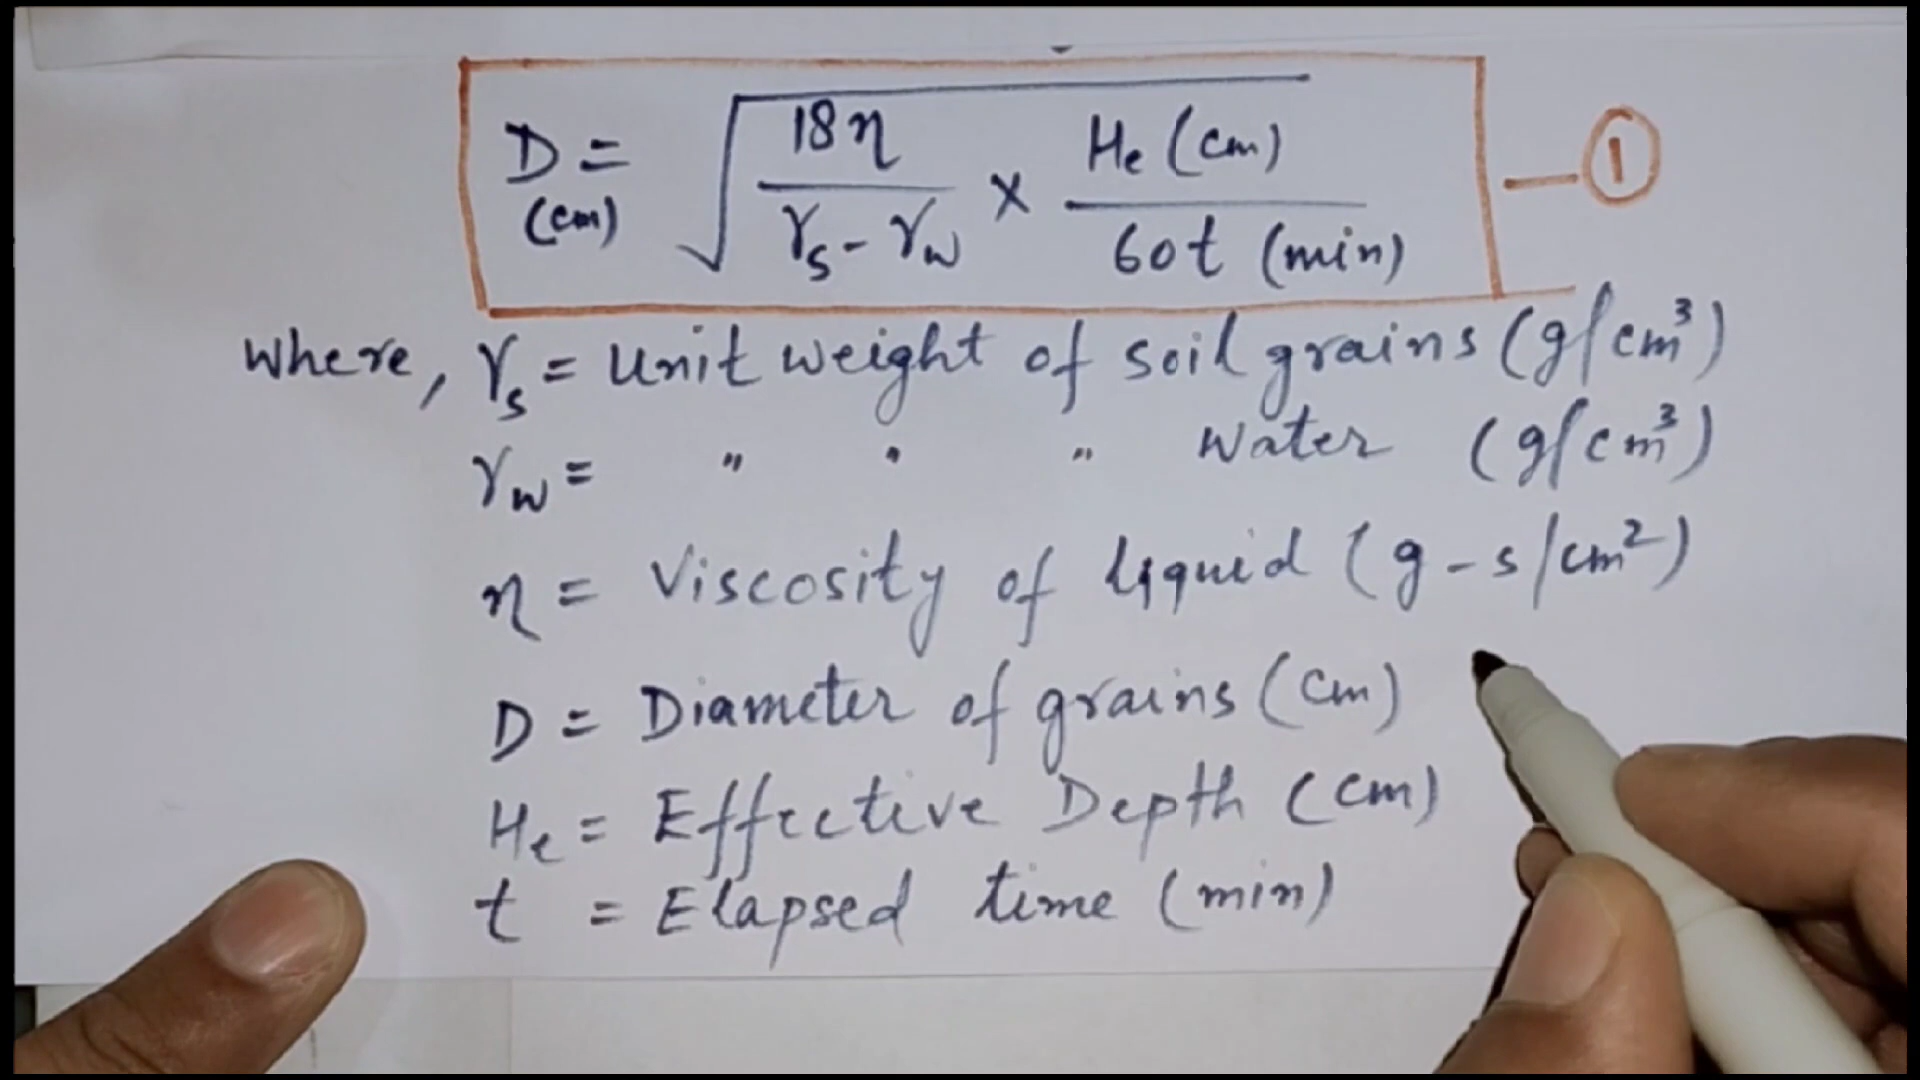 D = √ 18η / γs - γw × He (cm) / 60t (min) — ①
(cm)
Where, γs = Unit weight of soil grains (g/cm³)
γw = " " " Water (g/cm³)
η = Viscosity of liquid (g-s/cm²)
D = Diameter of grains (cm)
He = Effective Depth (cm)
t = Elapsed time (min)